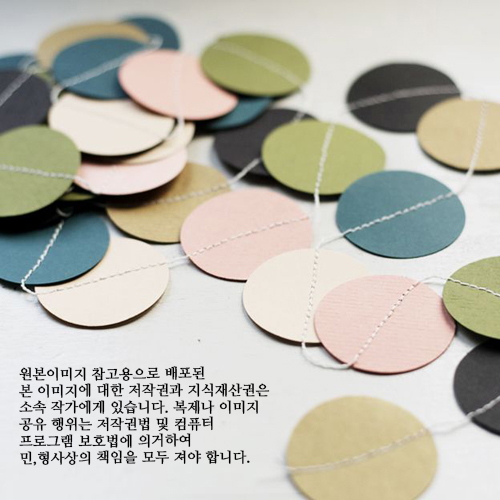 원본이미지 참고용으로 배포된
본 이미지에 대한 저작권과 지식재산권은
소속 작가에게 있습니다. 복제나 이미지
공유 행위는 저작권법 및 컴퓨터
프로그램 보호법에 의거하여
민,형사상의 책임을 모두 져야 합니다.